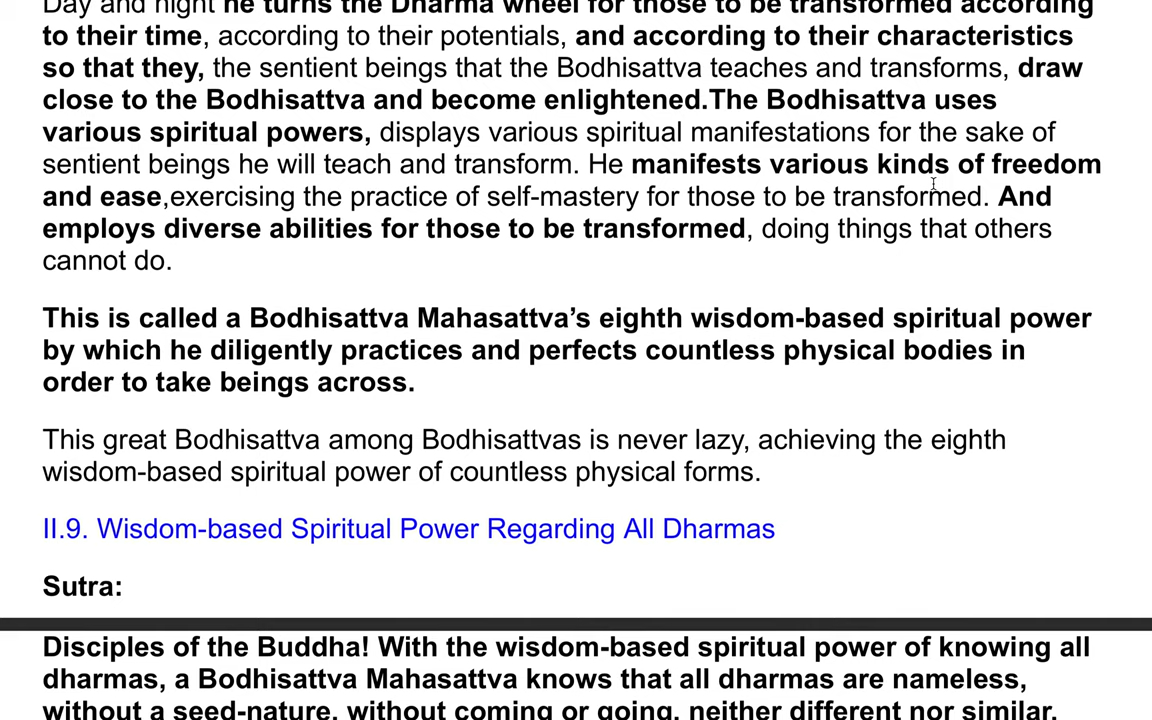 Day and night he turns the Dharma wheel for those to be transformed according
to their time, according to their potentials, and according to their characteristics
so that they, the sentient beings that the Bodhisattva teaches and transforms, draw
close to the Bodhisattva and become enlightened.The Bodhisattva uses
various spiritual powers, displays various spiritual manifestations for the sake of
sentient beings he will teach and transform. He manifests various kinds of freedom
and ease,exercising the practice of self-mastery for those to be transformed. And
employs diverse abilities for those to be transformed, doing things that others
cannot do.
This is called a Bodhisattva Mahasattva’s eighth wisdom-based spiritual power
by which he diligently practices and perfects countless physical bodies in
order to take beings across.
This great Bodhisattva among Bodhisattvas is never lazy, achieving the eighth
wisdom-based spiritual power of countless physical forms.
II.9. Wisdom-based Spiritual Power Regarding All Dharmas
Sutra:
Disciples of the Buddha! With the wisdom-based spiritual power of knowing all
dharmas, a Bodhisattva Mahasattva knows that all dharmas are nameless,
without a seed-nature, without coming or going, neither different nor similar,